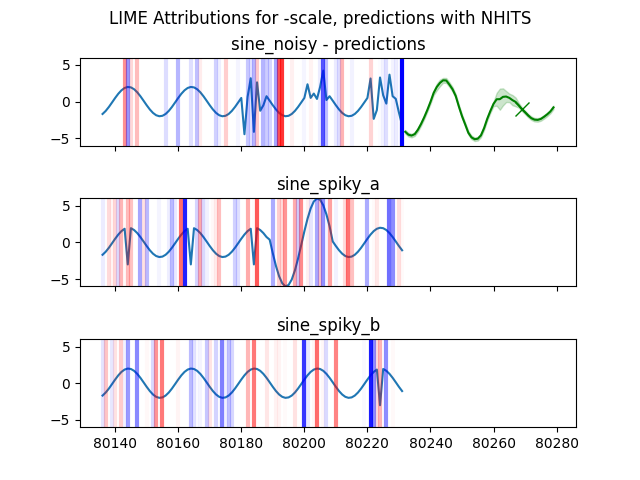 LIME Attributions for -scale, predictions with NHITS
sine_noisy - predictions
5
0
−5
sine_spiky_a
5
0
−5
sine_spiky_b
5
0
−5
80140 80160 80180 80200 80220 80240 80260 80280